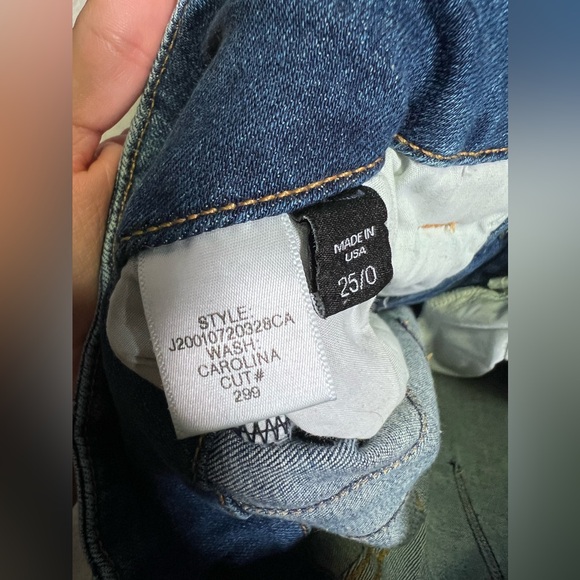 STYLE:
J20010720328CA
WASH:
CAROLINA
CUT#
299
MADE IN
USA
25/0